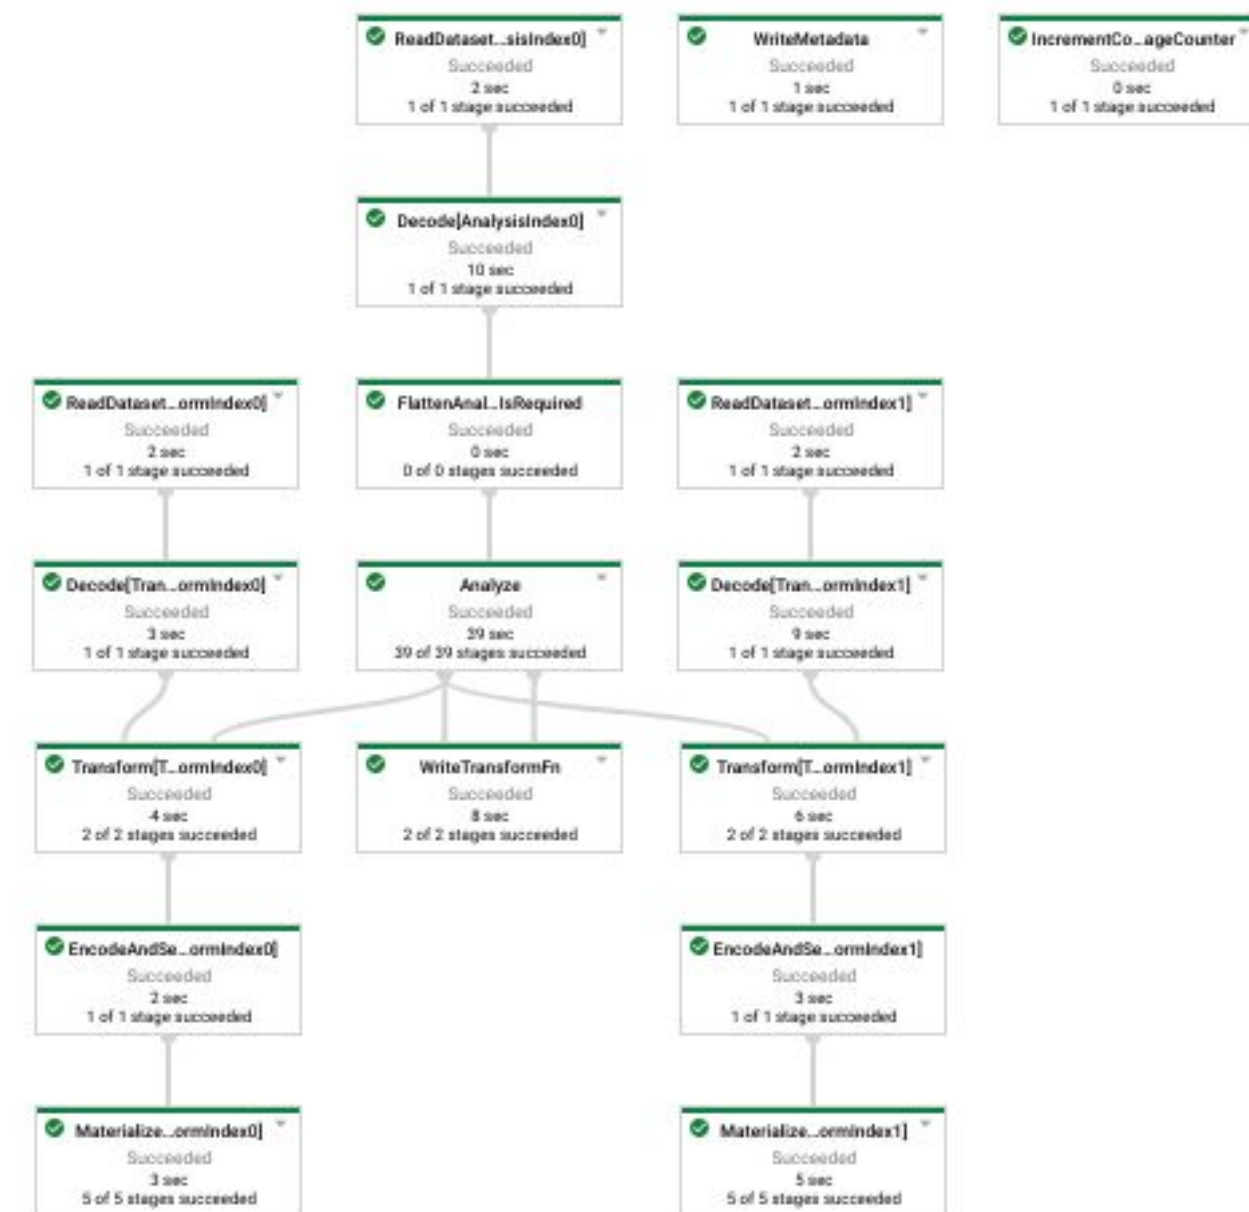 ReadDataset...sisIndex0]
Succeeded
2 sec
1 of 1 stage succeeded
WriteMetadata
Succeeded
1 sec
1 of 1 stage succeeded
IncrementCo...ageCounter
Succeeded
0 sec
1 of 1 stage succeeded
Decode[AnalysisIndex0]
Succeeded
10 sec
1 of 1 stage succeeded
ReadDataset...ormIndex0]
Succeeded
2 sec
1 of 1 stage succeeded
FlattenAnal...IsRequired
Succeeded
0 sec
0 of 0 stages succeeded
ReadDataset...ormIndex1]
Succeeded
2 sec
1 of 1 stage succeeded
Decode[Tran...ormIndex0]
Succeeded
3 sec
1 of 1 stage succeeded
Analyze
Succeeded
39 sec
39 of 39 stages succeeded
Decode[Tran...ormIndex1]
Succeeded
9 sec
1 of 1 stage succeeded
Transform[T...ormIndex0]
Succeeded
4 sec
2 of 2 stages succeeded
WriteTransformFn
Succeeded
8 sec
2 of 2 stages succeeded
Transform[T...ormIndex1]
Succeeded
6 sec
2 of 2 stages succeeded
EncodeAndSe...ormIndex0]
Succeeded
2 sec
1 of 1 stage succeeded
EncodeAndSe...ormIndex1]
Succeeded
3 sec
1 of 1 stage succeeded
Materialize...ormIndex0]
Succeeded
3 sec
5 of 5 stages succeeded
Materialize...ormIndex1]
Succeeded
5 sec
5 of 5 stages succeeded